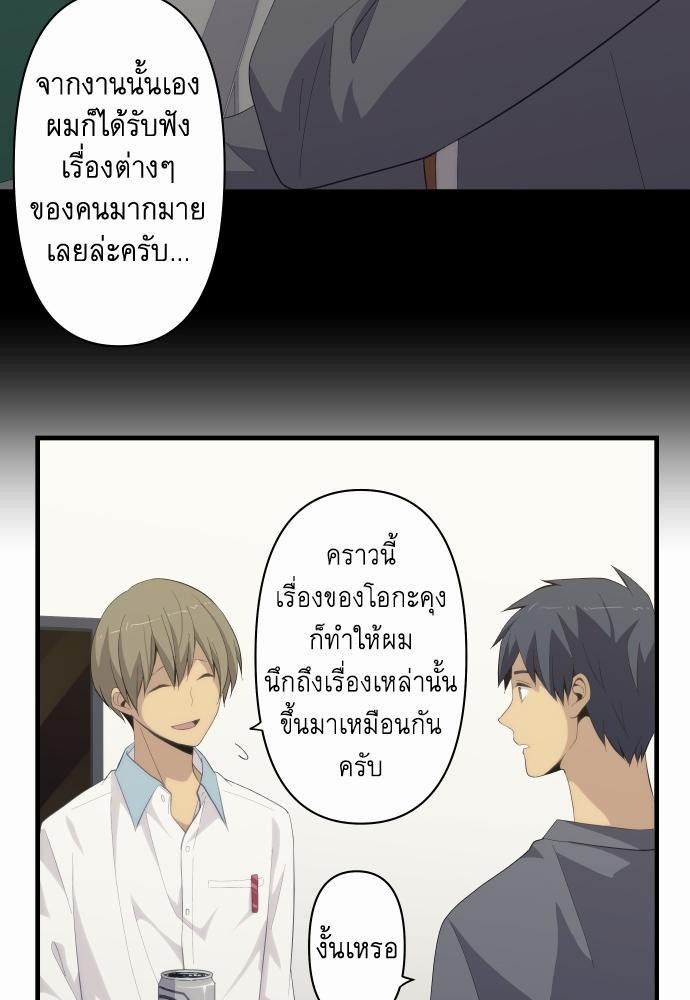 จากงานนั้นเอง
ผมก็ได้รับฟัง
เรื่องต่างๆ
ของคนมากมาย
เลยล่ะครับ...
คราวนี้
เรื่องของโอกะคุง
ก็ทำให้ผม
นึกถึงเรื่องเหล่านั้น
ขึ้นมาเหมือนกัน
ครับ
งั้นเหรอ